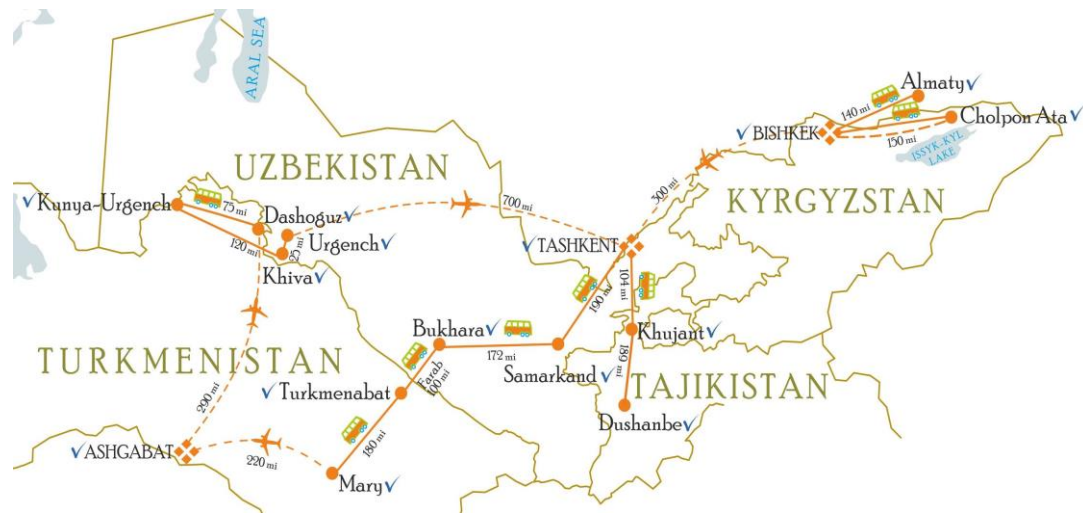 ARAL SEA
Almaty
140 mi
Cholpon Ata
BISHKEK
150 mi
ISSYK-KYL
LAKE
UZBEKISTAN
300 mi
KYRGYZSTAN
Kunya-Urgench
75 mi
700 mi
Dashoguz
Urgench
120 mi
25 mi
TASHKENT
Khiva
190 mi
104 mi
Bukhara
Khujant
TURKMENISTAN
172 mi
Farab
100 mi
Samarkand
189 mi
TAJIKISTAN
Turkmenabat
290 mi
Dushanbe
180 mi
ASHGABAT
220 mi
Mary